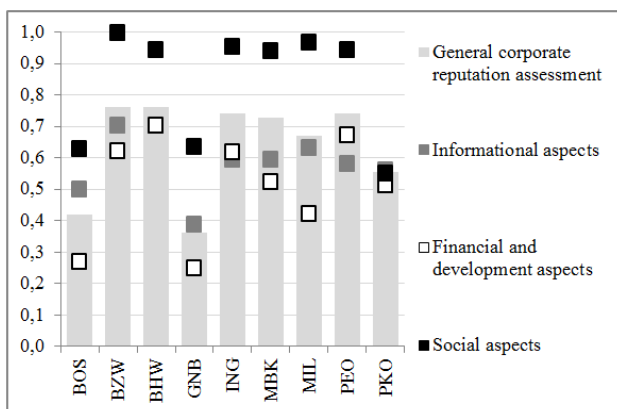 1,0
0,9
0,8
0,7
0,6
0,5
0,4
0,3
0,2
0,1
0,0
BOS
BZW
BHW
GNB
ING
MBK
MIL
PEO
PKO
General corporate
reputation assessment
Informational aspects
Financial and
development aspects
Social aspects